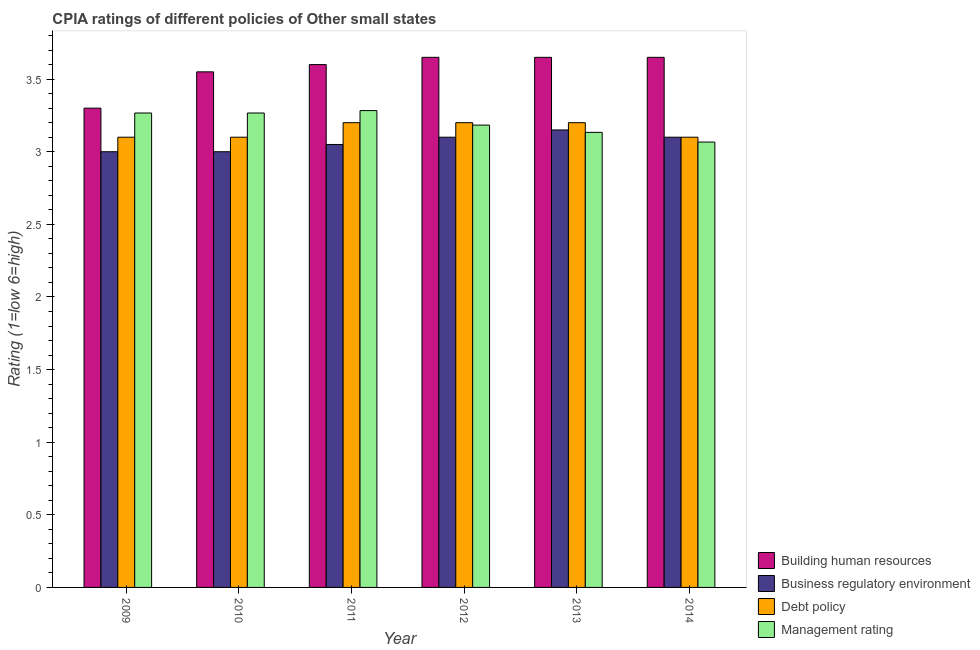 CPIA ratings of different policies of Other small states
Rating (1=low 6=high)
3.5
3
2.5
2
1.5
1
0.5
0
2009
2010
2011
2012
2013
2014
Year
Building human resources
Business regulatory environment
Debt policy
Management rating